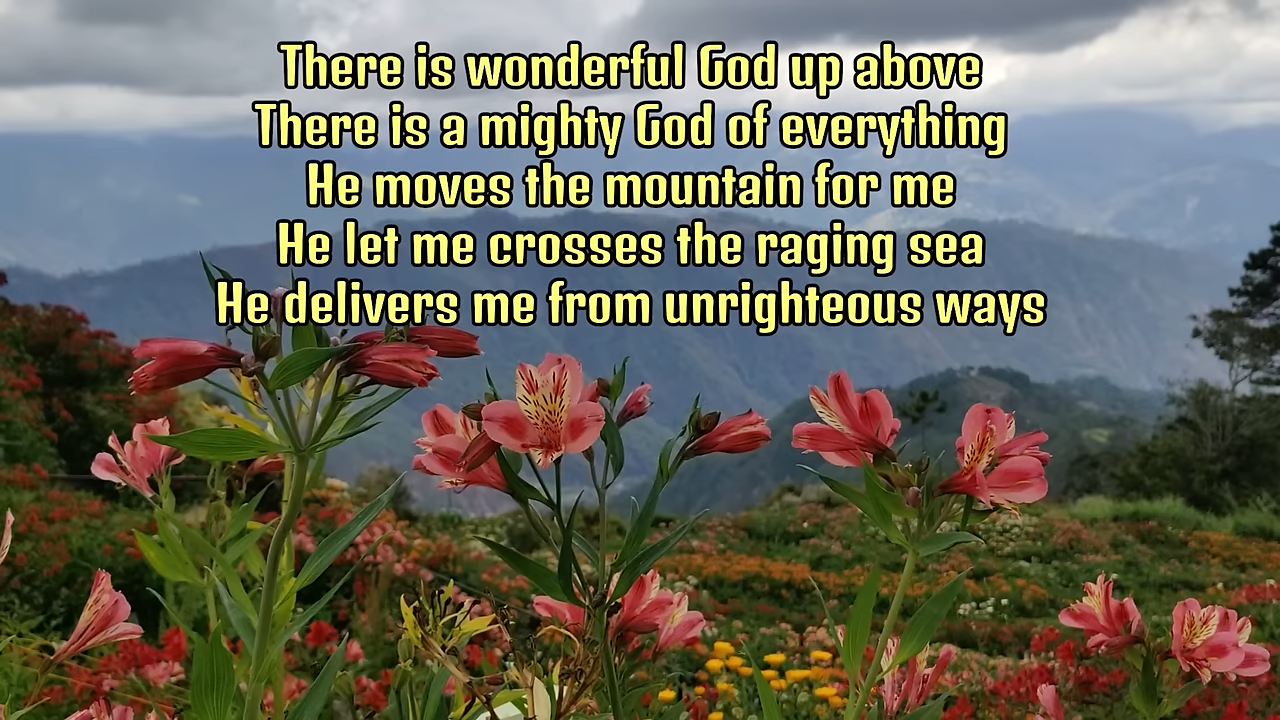 There is wonderful God up above
There is a mighty God of everything
He moves the mountain for me
He let me crosses the raging sea
He delivers me from unrighteous ways